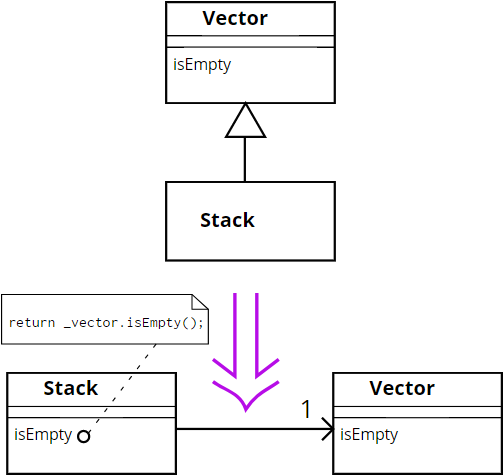 Vector
isEmpty
Stack
return _vector.isEmpty();
Stack
isEmpty
1
Vector
isEmpty